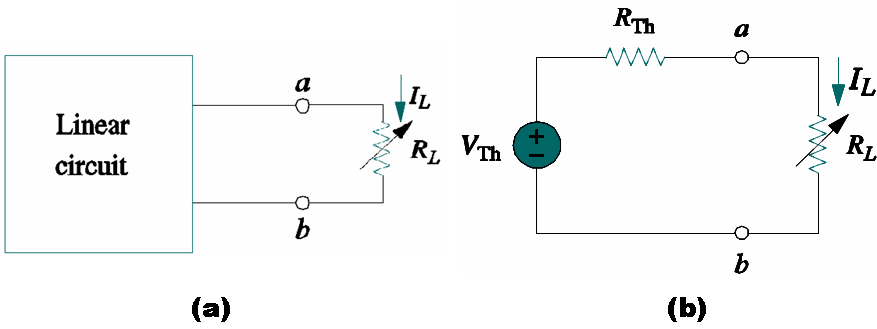 Linear
circuit
a
I_L
R_L
b
(a)
R_Th
a
I_L
V_Th
+
−
R_L
b
(b)